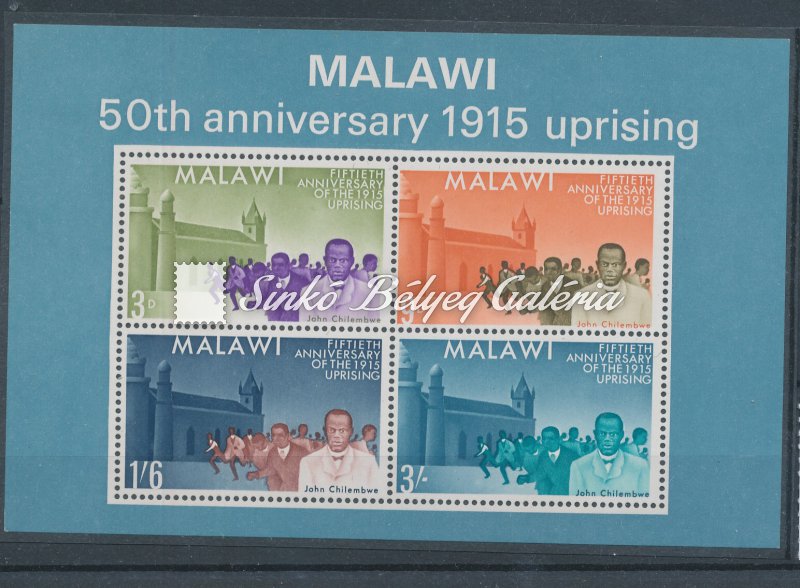 MALAWI
50th anniversary 1915 uprising
MALAWI
FIFTIETH
ANNIVERSARY
OF THE 1915
UPRISING
3D
John Chilembwe
MALAWI
FIFTIETH
ANNIVERSARY
OF THE 1915
UPRISING
John Chilembwe
Sinkó Bélyeg Galéria
MALAWI
FIFTIETH
ANNIVERSARY
OF THE 1915
UPRISING
1'/6
John Chilembwe
MALAWI
FIFTIETH
ANNIVERSARY
OF THE 1915
UPRISING
3/-
John Chilembwe